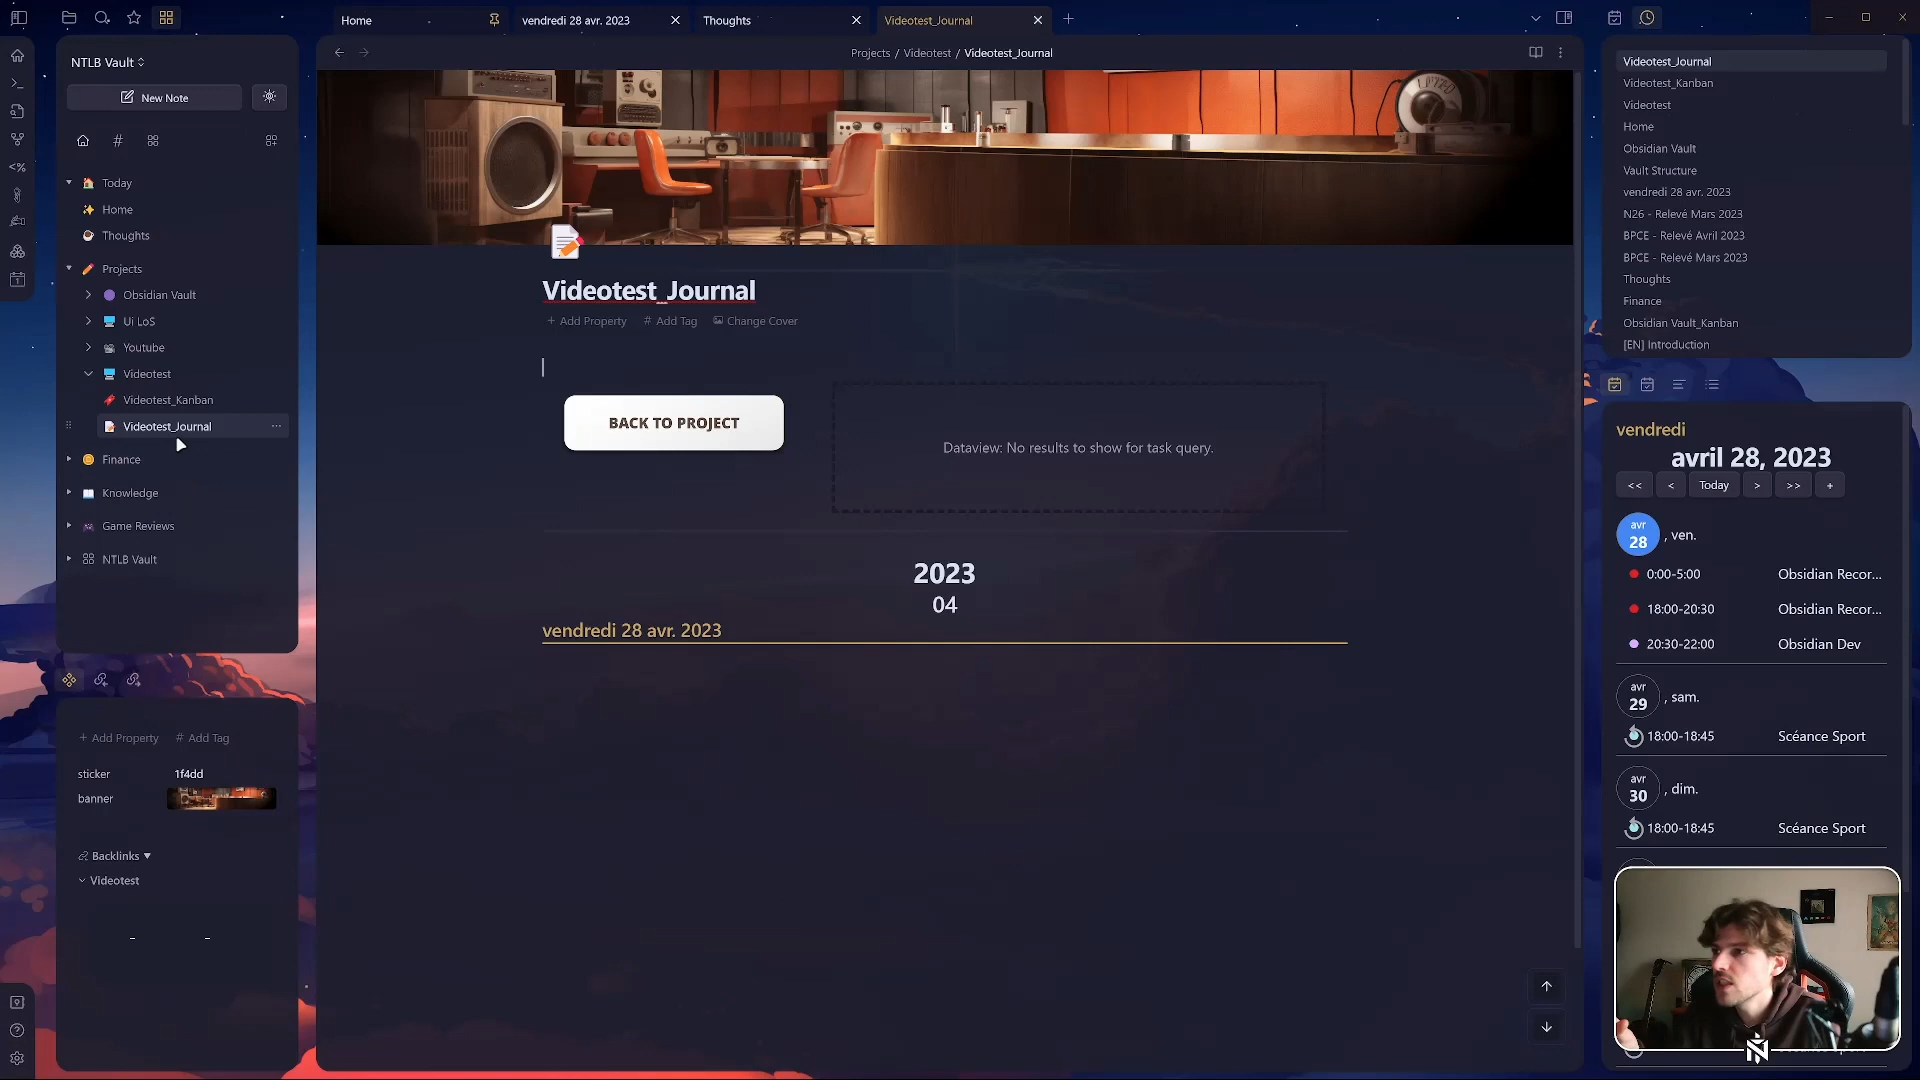 Home
vendredi 28 avr. 2023
Thoughts
Videotest_Journal
NTLB Vault
New Note
Today
Home
Thoughts
Projects
Obsidian Vault
Ui LoS
Youtube
Videotest
Videotest_Kanban
Videotest_Journal
Finance
Knowledge
Game Reviews
NTLB Vault
+ Add Property # Add Tag
sticker 1f4dd
banner
Backlinks
Videotest
- -
Projects / Videotest / Videotest_Journal
Videotest_Journal
+ Add Property # Add Tag Change Cover
BACK TO PROJECT
Dataview: No results to show for task query.
2023
04
vendredi 28 avr. 2023
Videotest_Journal
Videotest_Kanban
Videotest
Home
Obsidian Vault
Vault Structure
vendredi 28 avr. 2023
N26 - Relevé Mars 2023
BPCE - Relevé Avril 2023
BPCE - Relevé Mars 2023
Thoughts
Finance
Obsidian Vault_Kanban
[EN] Introduction
vendredi
avril 28, 2023
<< < Today > >> +
avr
28 , ven.
0:00-5:00 Obsidian Recor...
18:00-20:30 Obsidian Recor...
20:30-22:00 Obsidian Dev
avr
29 , sam.
18:00-18:45 Scéance Sport
avr
30 , dim.
18:00-18:45 Scéance Sport